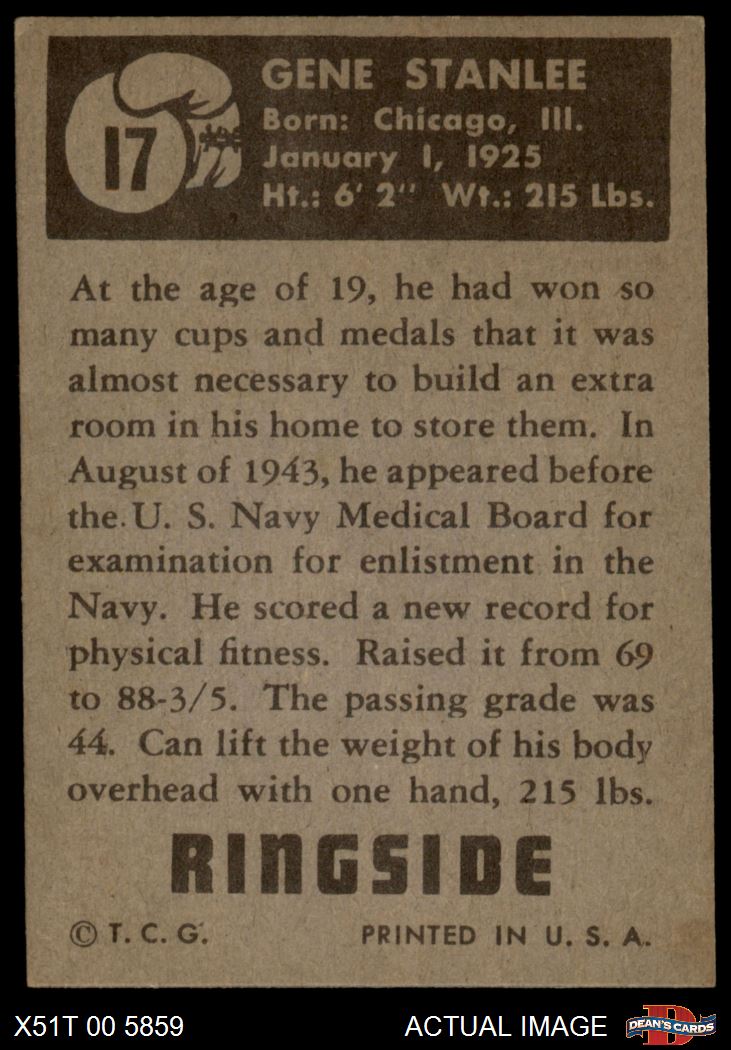 17
GENE STANLEE
Born: Chicago, Ill.
January 1, 1925
Ht.: 6' 2" Wt.: 215 Lbs.
At the age of 19, he had won so
many cups and medals that it was
almost necessary to build an extra
room in his home to store them. In
August of 1943, he appeared before
the U. S. Navy Medical Board for
examination for enlistment in the
Navy. He scored a new record for
physical fitness. Raised it from 69
to 88-3/5. The passing grade was
44. Can lift the weight of his body
overhead with one hand, 215 lbs.
RINGSIDE
© T. C. G. PRINTED IN U. S. A.
X51T 00 5859 ACTUAL IMAGE D DEAN'S CARDS